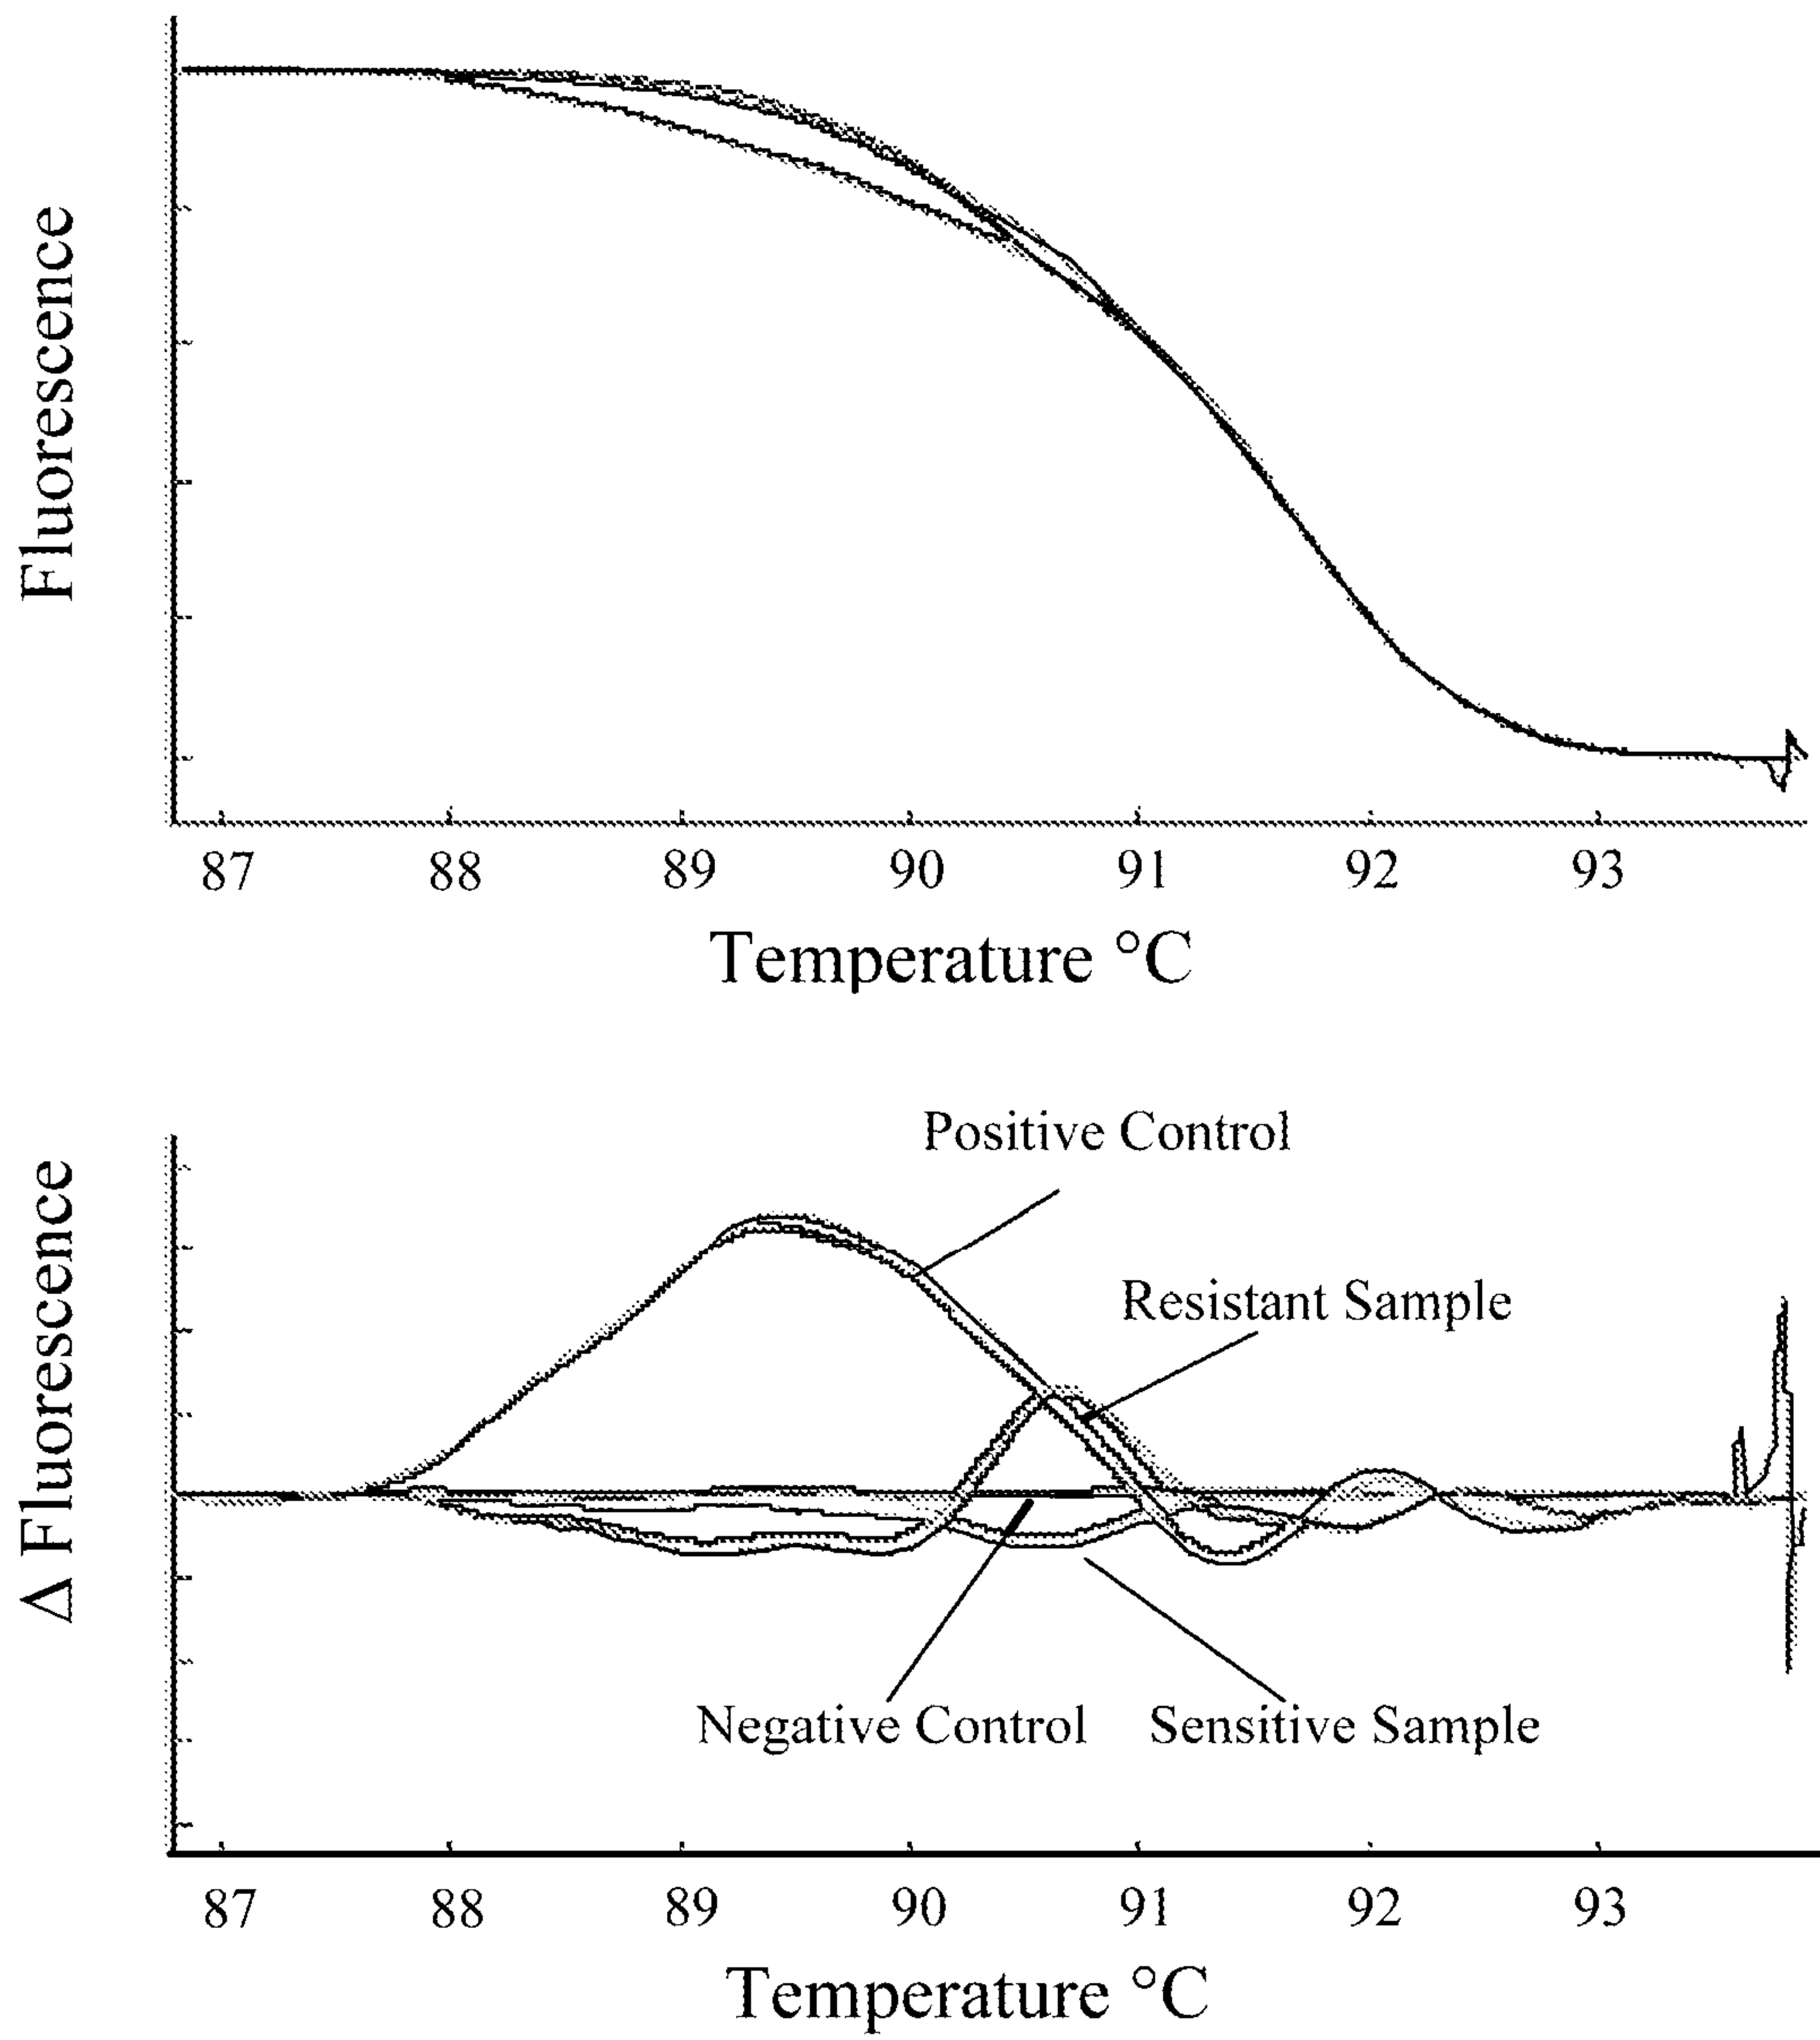 Fluorescence
87 88 89 90 91 92 93
Temperature °C
Δ Fluorescence
Positive Control
Resistant Sample
Negative Control
Sensitive Sample
87 88 89 90 91 92 93
Temperature °C